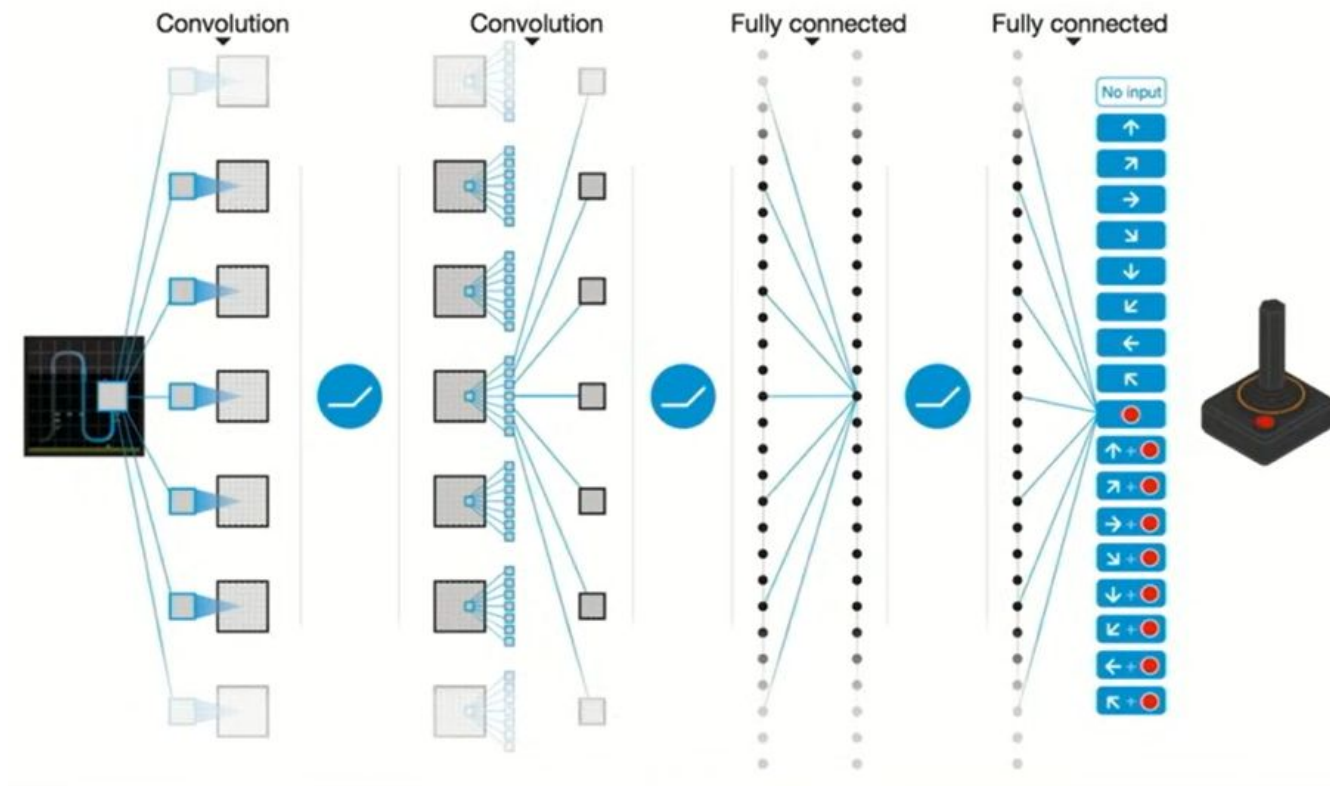 Convolution
Convolution
Fully connected
Fully connected
No input
+
+
+
+
+
+
+
+